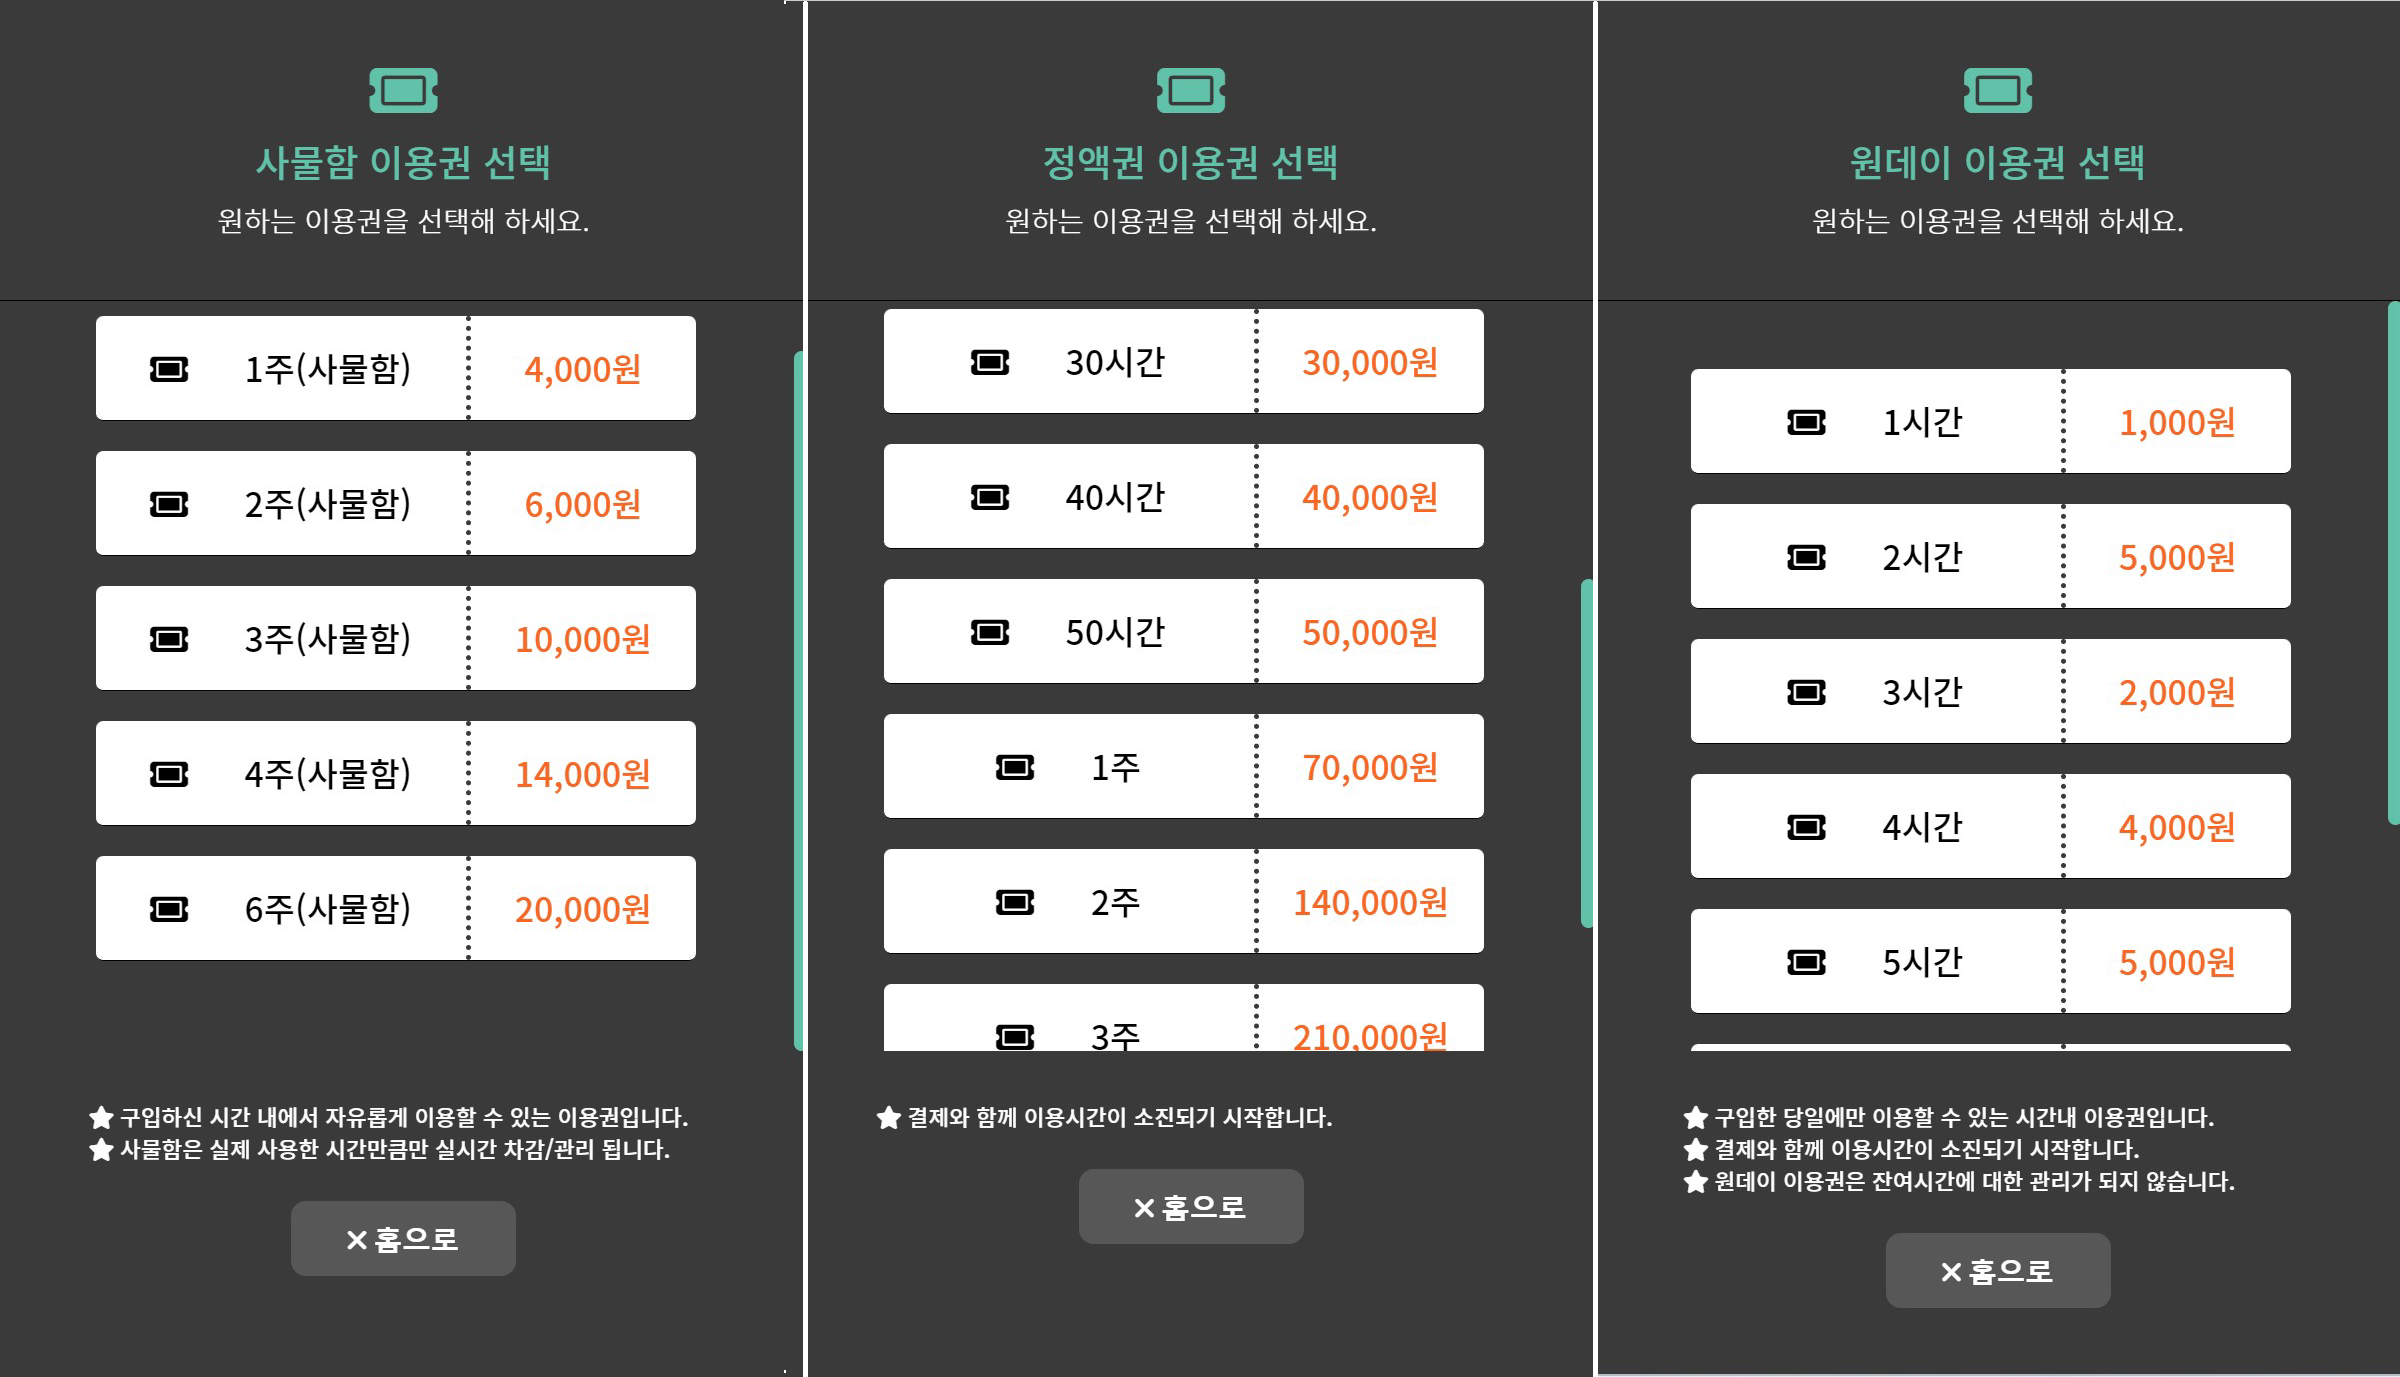 사물함 이용권 선택
원하는 이용권을 선택해 하세요.
1주(사물함) 4,000원
2주(사물함) 6,000원
3주(사물함) 10,000원
4주(사물함) 14,000원
6주(사물함) 20,000원
★ 구입하신 시간 내에서 자유롭게 이용할 수 있는 이용권입니다.
★ 사물함은 실제 사용한 시간만큼만 실시간 차감/관리 됩니다.
× 홈으로
정액권 이용권 선택
원하는 이용권을 선택해 하세요.
30시간 30,000원
40시간 40,000원
50시간 50,000원
1주 70,000원
2주 140,000원
3주 210,000원
★ 결제와 함께 이용시간이 소진되기 시작합니다.
× 홈으로
원데이 이용권 선택
원하는 이용권을 선택해 하세요.
1시간 1,000원
2시간 5,000원
3시간 2,000원
4시간 4,000원
5시간 5,000원
★ 구입한 당일에만 이용할 수 있는 시간내 이용권입니다.
★ 결제와 함께 이용시간이 소진되기 시작합니다.
★ 원데이 이용권은 잔여시간에 대한 관리가 되지 않습니다.
× 홈으로